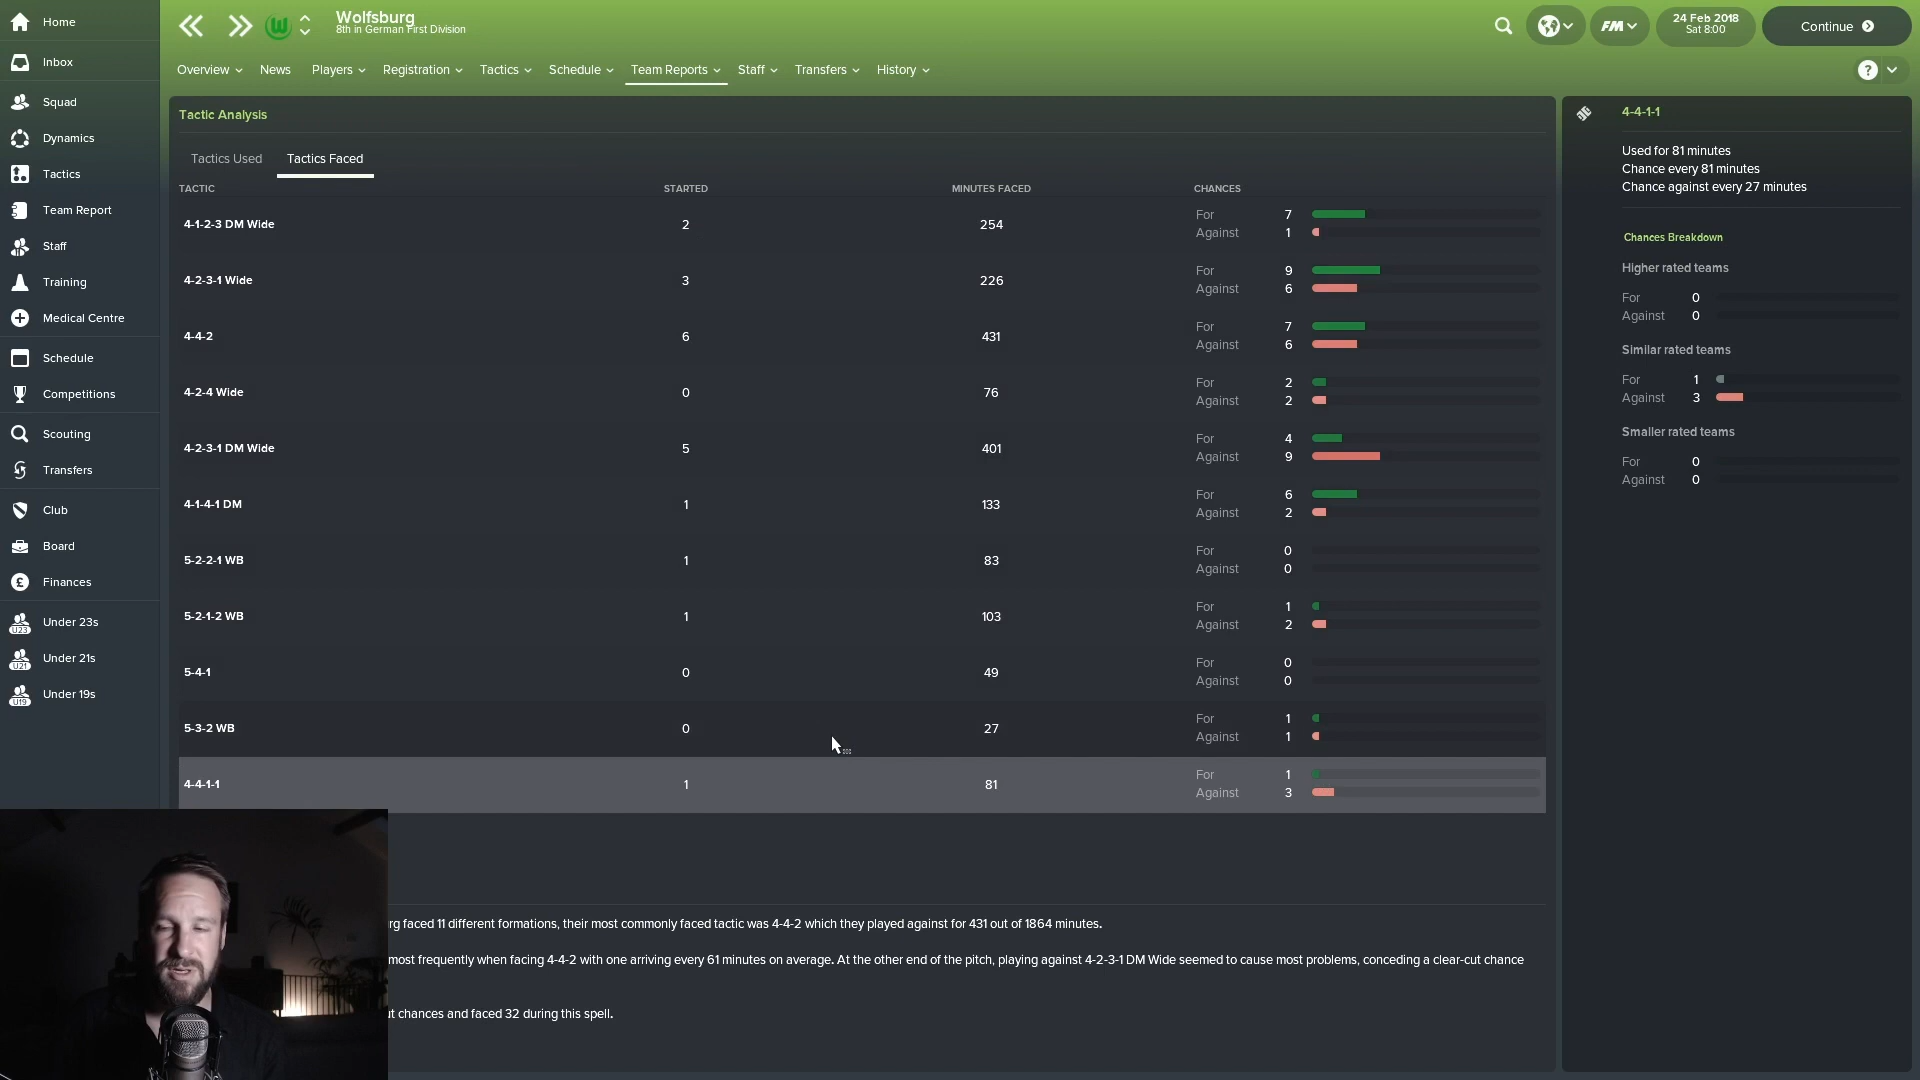 Home
Inbox
Squad
Dynamics
Tactics
Team Report
Staff
Training
Medical Centre
Schedule
Competitions
Scouting
Transfers
Club
Board
Finances
U23 Under 23s
U21 Under 21s
U19 Under 19s
W Wolfsburg
8th in German First Division
FM
24 Feb 2018
Sat 8:00
Continue
Overview News Players Registration Tactics Schedule Team Reports Staff Transfers History ?
Tactic Analysis
Tactics Used Tactics Faced
TACTIC STARTED MINUTES FACED CHANCES
4-1-2-3 DM Wide 2 254 For 7
Against 1
4-2-3-1 Wide 3 226 For 9
Against 6
4-4-2 6 431 For 7
Against 6
4-2-4 Wide 0 76 For 2
Against 2
4-2-3-1 DM Wide 5 401 For 4
Against 9
4-1-4-1 DM 1 133 For 6
Against 2
5-2-2-1 WB 1 83 For 0
Against 0
5-2-1-2 WB 1 103 For 1
Against 2
5-4-1 0 49 For 0
Against 0
5-3-2 WB 0 27 For 1
Against 1
4-4-1-1 1 81 For 1
Against 3
rg faced 11 different formations, their most commonly faced tactic was 4-4-2 which they played against for 431 out of 1864 minutes.
most frequently when facing 4-4-2 with one arriving every 61 minutes on average. At the other end of the pitch, playing against 4-2-3-1 DM Wide seemed to cause most problems, conceding a clear-cut chance
t chances and faced 32 during this spell.
4-4-1-1
Used for 81 minutes
Chance every 81 minutes
Chance against every 27 minutes
Chances Breakdown
Higher rated teams
For 0
Against 0
Similar rated teams
For 1
Against 3
Smaller rated teams
For 0
Against 0